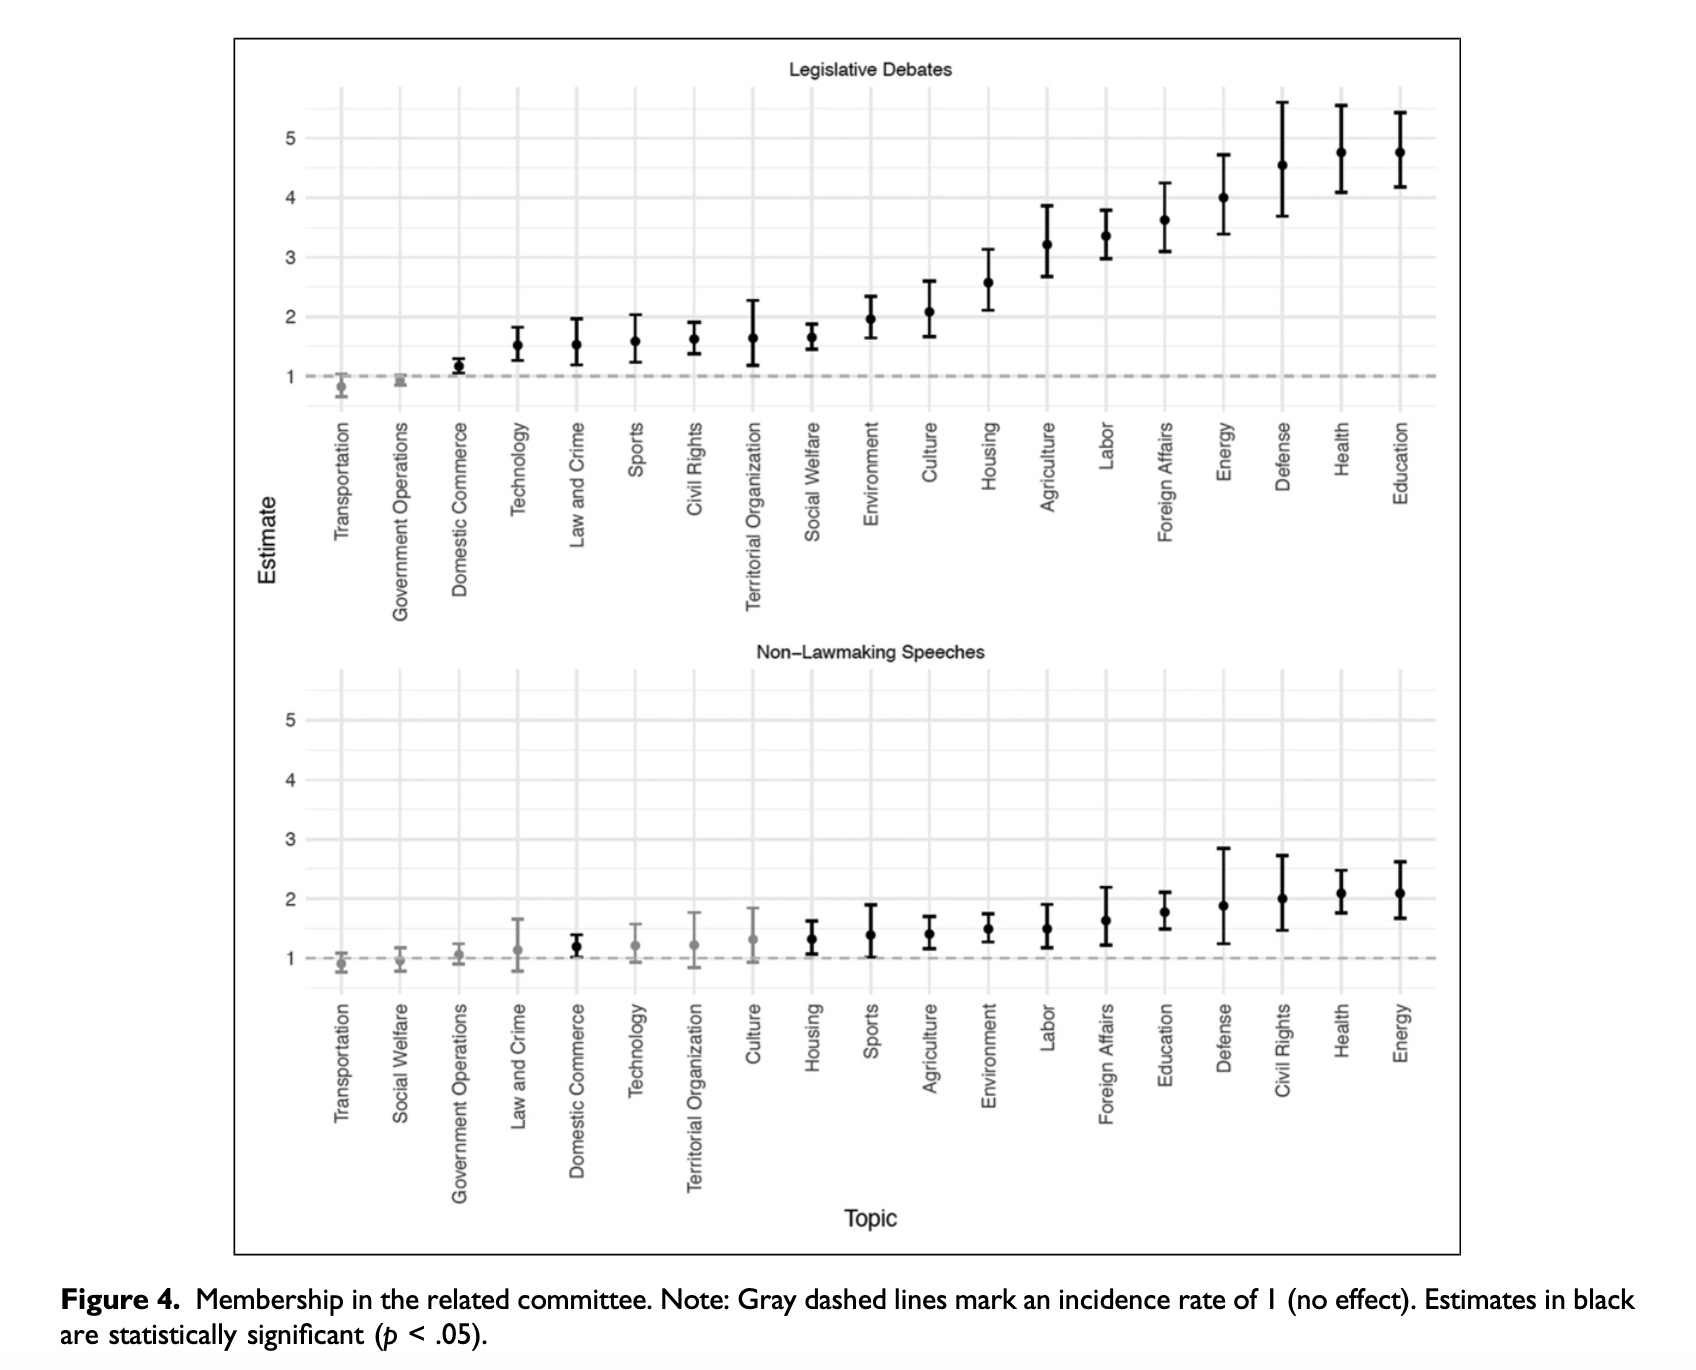 Legislative Debates
5
4
3
2
1
Transportation
Government Operations
Domestic Commerce
Technology
Law and Crime
Sports
Civil Rights
Territorial Organization
Social Welfare
Environment
Culture
Housing
Agriculture
Labor
Foreign Affairs
Energy
Defense
Health
Education
Estimate
Non–Lawmaking Speeches
5
4
3
2
1
Transportation
Social Welfare
Government Operations
Law and Crime
Domestic Commerce
Technology
Territorial Organization
Culture
Housing
Sports
Agriculture
Environment
Labor
Foreign Affairs
Education
Defense
Civil Rights
Health
Energy
Topic
Figure 4. Membership in the related committee. Note: Gray dashed lines mark an incidence rate of 1 (no effect). Estimates in black
are statistically significant (p < .05).